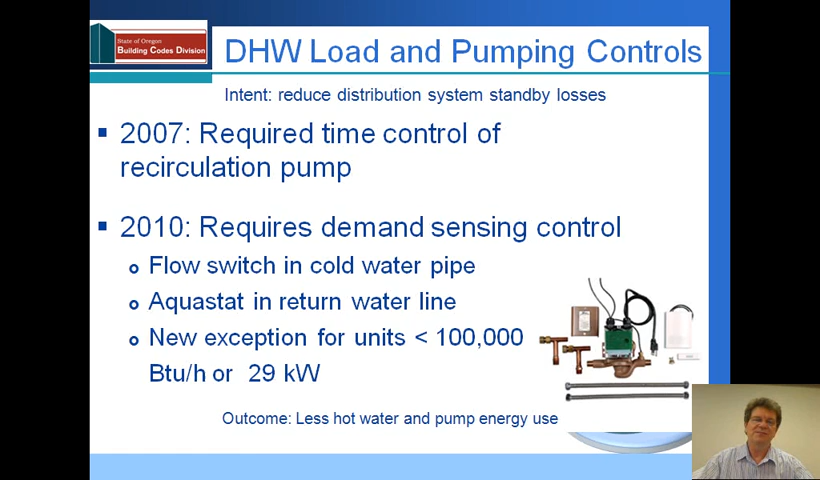 State of Oregon
Building Codes Division
DHW Load and Pumping Controls
Intent: reduce distribution system standby losses
▪ 2007: Required time control of
recirculation pump
▪ 2010: Requires demand sensing control
o Flow switch in cold water pipe
o Aquastat in return water line
o New exception for units < 100,000
Btu/h or 29 kW
Outcome: Less hot water and pump energy use